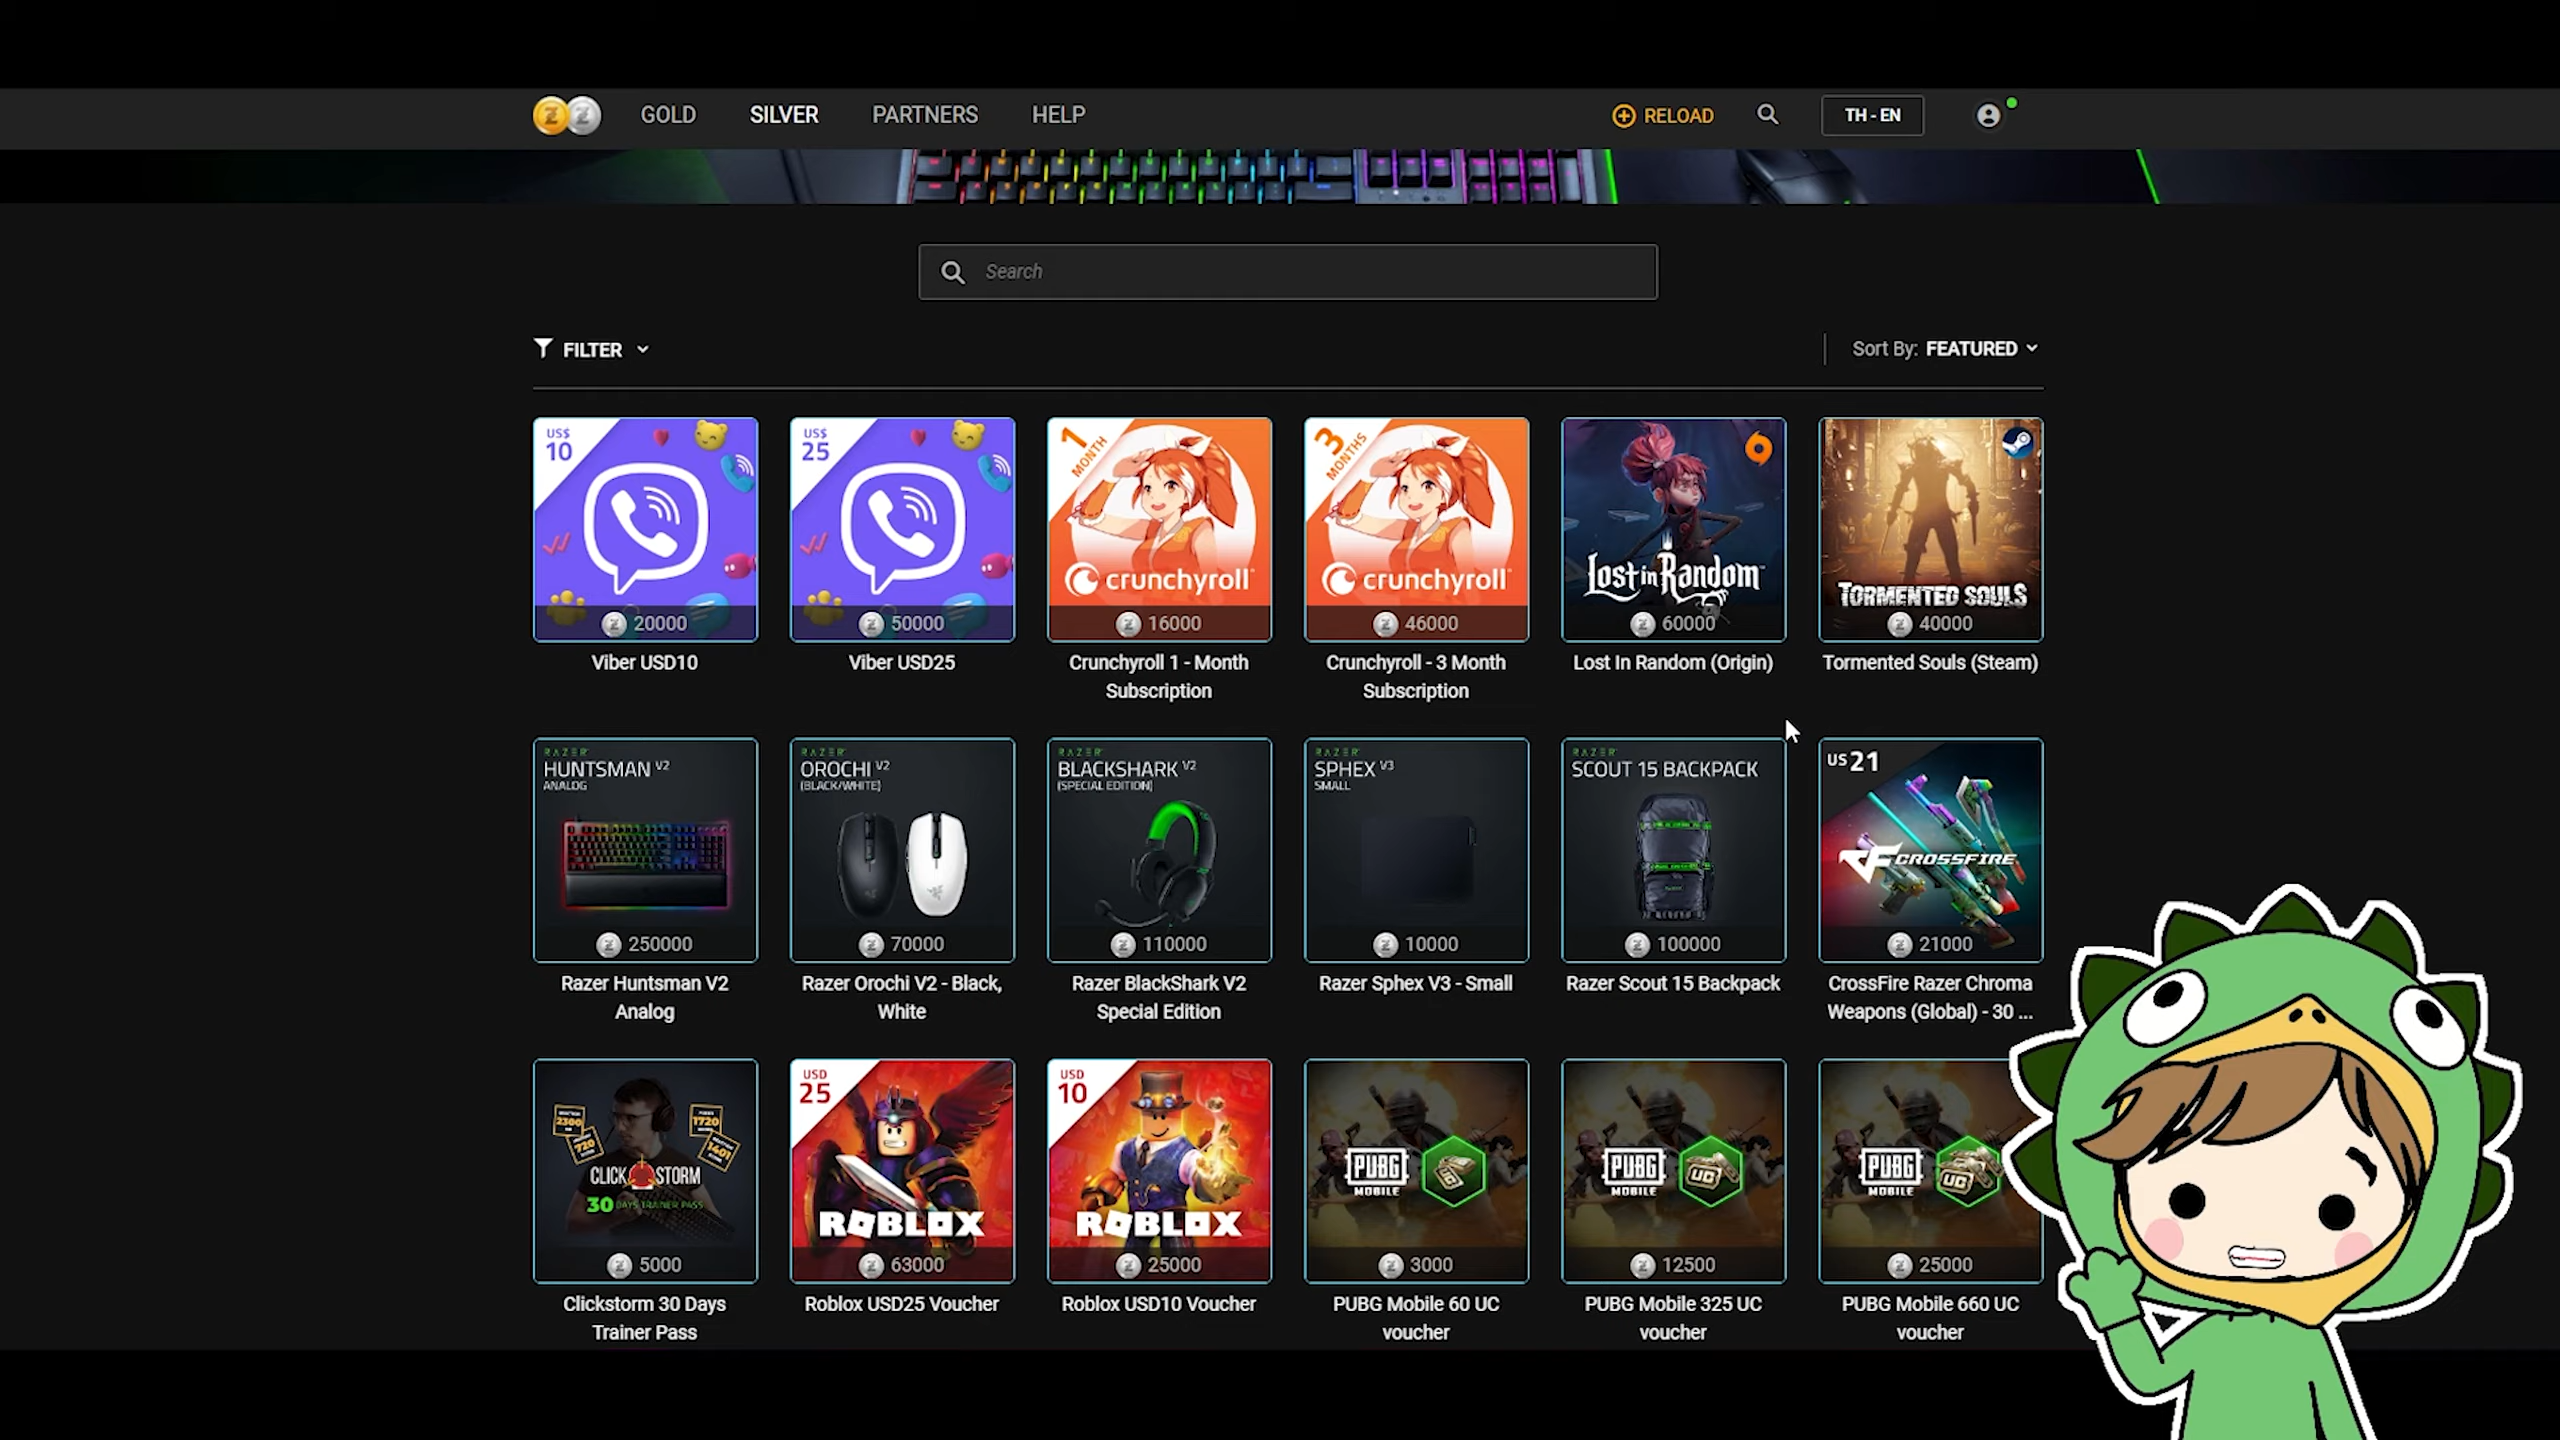 GOLD SILVER PARTNERS HELP RELOAD TH - EN
Search
FILTER Sort By: FEATURED
US$ 10
20000
Viber USD10
US$ 25
50000
Viber USD25
1 MONTH
crunchyroll
16000
Crunchyroll 1 - Month
Subscription
3 MONTHS
crunchyroll
46000
Crunchyroll - 3 Month
Subscription
Lost in Random
60000
Lost In Random (Origin)
TORMENTED SOULS
40000
Tormented Souls (Steam)
RAZER
HUNTSMAN V2
ANALOG
250000
Razer Huntsman V2
Analog
RAZER
OROCHI V2
(BLACK/WHITE)
70000
Razer Orochi V2 - Black,
White
RAZER
BLACKSHARK V2
(SPECIAL EDITION)
110000
Razer BlackShark V2
Special Edition
RAZER
SPHEX V3
SMALL
10000
Razer Sphex V3 - Small
RAZER
SCOUT 15 BACKPACK
100000
Razer Scout 15 Backpack
US 21
CROSSFIRE
21000
CrossFire Razer Chroma
Weapons (Global) - 30 ...
2300
720
1720
1401
CLICK STORM
30 DAYS TRAINER PASS
5000
Clickstorm 30 Days
Trainer Pass
USD 25
ROBLOX
63000
Roblox USD25 Voucher
USD 10
ROBLOX
25000
Roblox USD10 Voucher
PUBG
MOBILE
3000
PUBG Mobile 60 UC
voucher
PUBG
MOBILE
UC
12500
PUBG Mobile 325 UC
voucher
PUBG
MOBILE
UC
25000
PUBG Mobile 660 UC
voucher